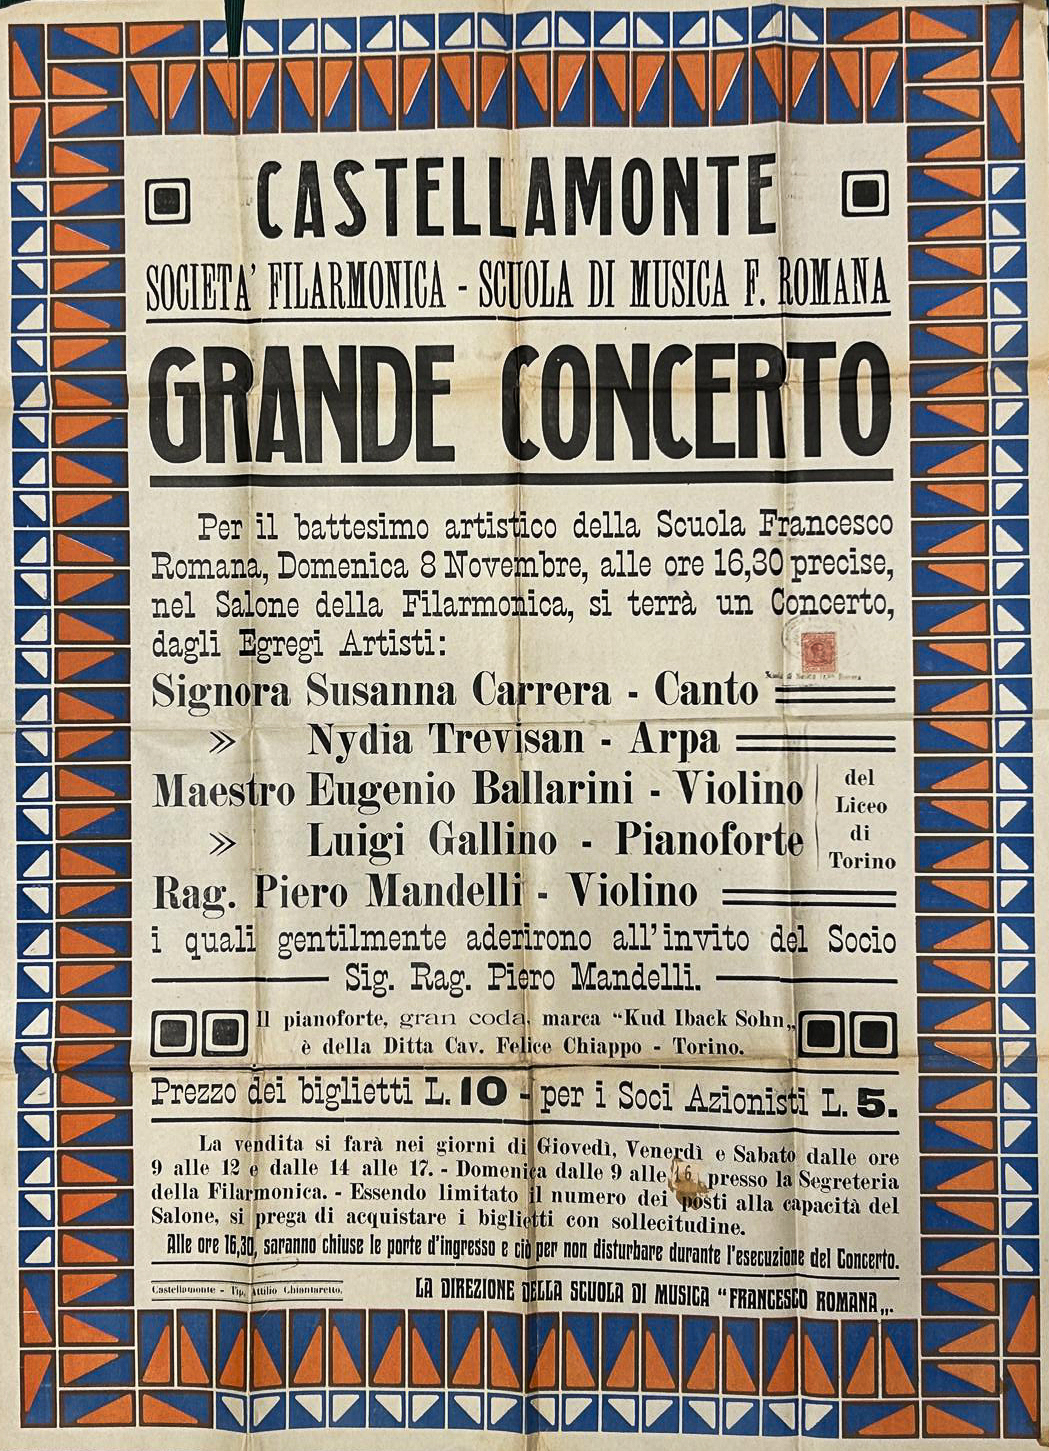 CASTELLAMONTE
SOCIETA' FILARMONICA - SCUOLA DI MUSICA F. ROMANA
GRANDE CONCERTO
Per il battesimo artistico della Scuola Francesco
Romana, Domenica 8 Novembre, alle ore 16,30 precise,
nel Salone della Filarmonica, si terrà un Concerto,
dagli Egregi Artisti:
Signora Susanna Carrera - Canto
» Nydia Trevisan - Arpa
Maestro Eugenio Ballarini - Violino
» Luigi Gallino - Pianoforte
del
Liceo
di
Torino
Rag. Piero Mandelli - Violino
i quali gentilmente aderirono all'invito del Socio
Sig. Rag. Piero Mandelli.
Il pianoforte, gran coda, marca “Kud Iback Sohn„
è della Ditta Cav. Felice Chiappo - Torino.
Prezzo dei biglietti L. 10 - per i Soci Azionisti L. 5.
La vendita si farà nei giorni di Giovedì, Venerdì e Sabato dalle ore
9 alle 12 e dalle 14 alle 17. - Domenica dalle 9 alle presso la Segreteria
della Filarmonica. - Essendo limitato il numero dei posti alla capacità del
Salone, si prega di acquistare i biglietti con sollecitudine.
Alle ore 16,30, saranno chiuse le porte d'ingresso e ciò per non disturbare durante l'esecuzione del Concerto.
Castellamonte - Tip. Attilio Chiantaretto.
LA DIREZIONE DELLA SCUOLA DI MUSICA “FRANCESCO ROMANA„.